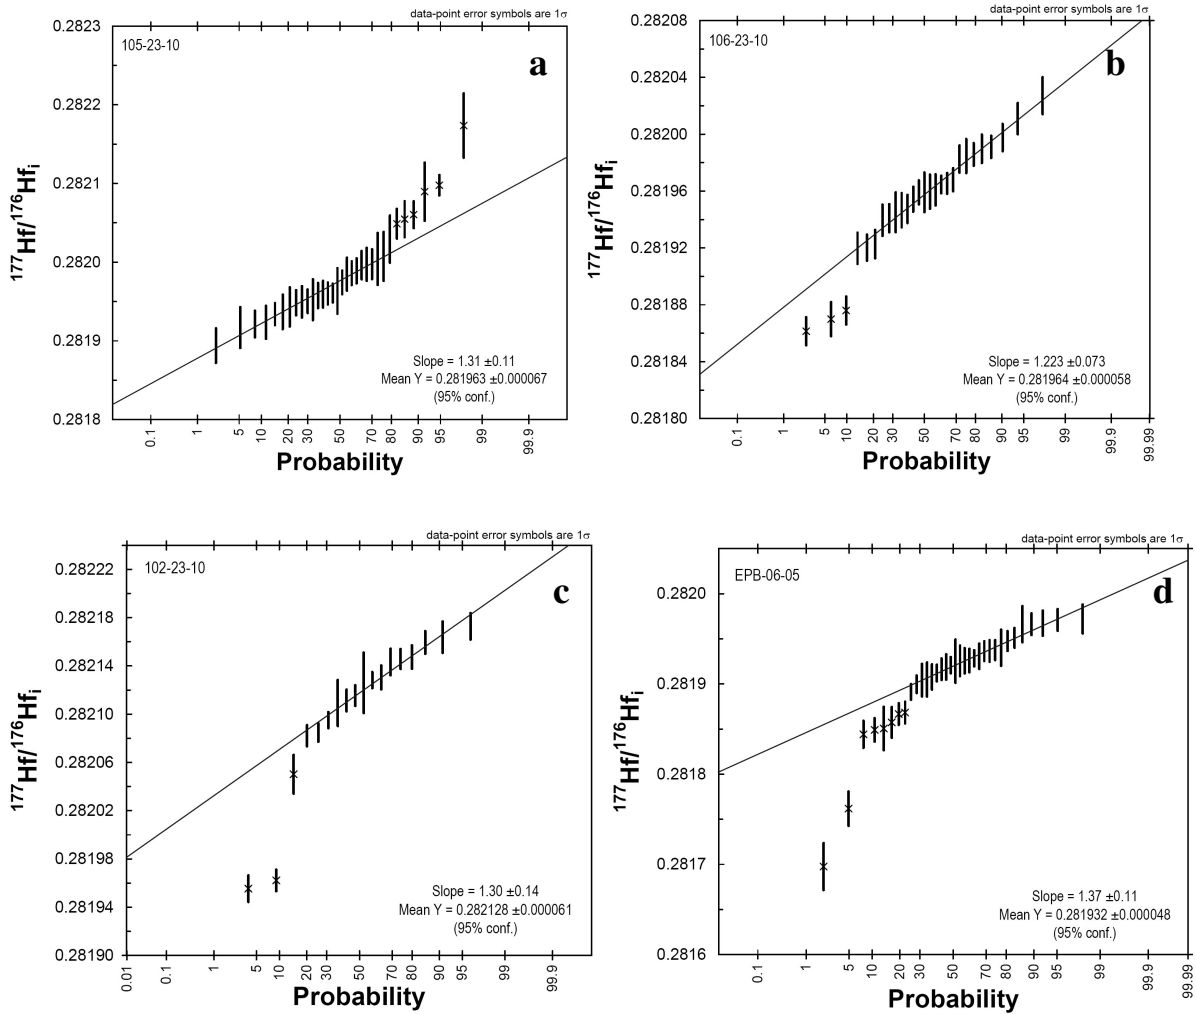 data-point error symbols are 1σ
105-23-10
a
0.2823
0.2822
0.2821
0.2820
0.2819
0.2818
177Hf/176Hfi
Slope = 1.31 ±0.11
Mean Y = 0.281963 ±0.000067
(95% conf.)
0.1 1 5 10 20 30 50 70 80 90 95 99 99.9
Probability
data-point error symbols are 1σ
106-23-10
b
0.28208
0.28204
0.28200
0.28196
0.28192
0.28188
0.28184
0.28180
177Hf/176Hfi
Slope = 1.223 ±0.073
Mean Y = 0.281964 ±0.000058
(95% conf.)
0.1 1 5 10 20 30 50 70 80 90 95 99 99.9 99.99
Probability
data-point error symbols are 1σ
102-23-10
c
0.28222
0.28218
0.28214
0.28210
0.28206
0.28202
0.28198
0.28194
0.28190
177Hf/176Hfi
Slope = 1.30 ±0.14
Mean Y = 0.282128 ±0.000061
(95% conf.)
0.01 0.1 1 5 10 20 30 50 70 80 90 95 99 99.9
Probability
data-point error symbols are 1σ
EPB-06-05
d
0.2820
0.2819
0.2818
0.2817
0.2816
177Hf/176Hfi
Slope = 1.37 ±0.11
Mean Y = 0.281932 ±0.000048
(95% conf.)
0.1 1 5 10 20 30 50 70 80 90 95 99 99.9 99.99
Probability